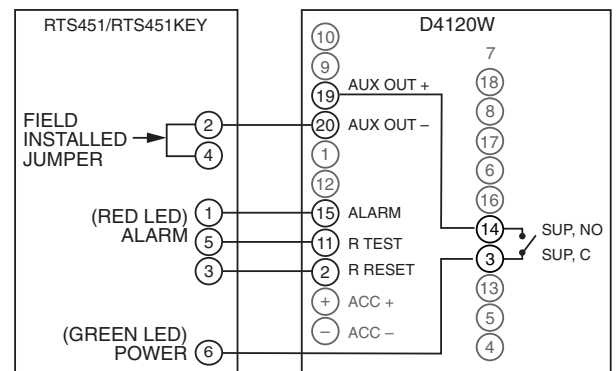 RTS451/RTS451KEY
D4120W
FIELD
INSTALLED
JUMPER
2
4
(RED LED)
ALARM
1
5
3
(GREEN LED)
POWER
6
10
9
19 AUX OUT +
20 AUX OUT –
1
12
15 ALARM
11 R TEST
2 R RESET
+ ACC +
– ACC –
7
18
8
17
6
16
14 SUP, NO
3 SUP, C
13
5
4